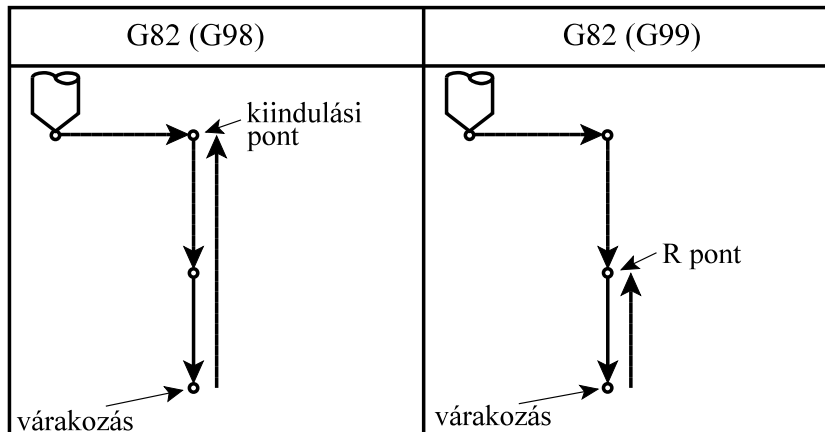 G82 (G98)
G82 (G99)
kiindulási
pont
várakozás
R pont
várakozás